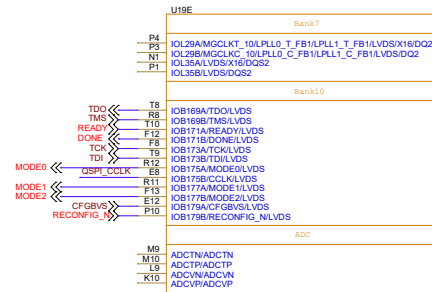 U19E
Bank7
P4 IOL29A/MGCLKT_10/LPLL0_T_FB1/LPLL1_T_FB1/LVDS/X16/DQ2
P3 IOL29B/MGCLKC_10/LPLL0_C_FB1/LPLL1_C_FB1/LVDS/DQ2
N1 IOL35A/LVDS/X16/DQS2
P1 IOL35B/LVDS/DQS2
Bank10
TDO T8 IOB169A/TDO/LVDS
TMS R8 IOB169B/TMS/LVDS
READY T10 IOB171A/READY/LVDS
DONE F12 IOB171B/DONE/LVDS
TCK F8 IOB173A/TCK/LVDS
TDI T9 IOB173B/TDI/LVDS
MODE0 R12 IOB175A/MODE0/LVDS
QSPI_CCLK E8 IOB175B/CCLK/LVDS
MODE1 R11 IOB177A/MODE1/LVDS
MODE2 F13 IOB177B/MODE2/LVDS
CFGBVS E12 IOB179A/CFGBVS/LVDS
RECONFIG_N P10 IOB179B/RECONFIG_N/LVDS
ADC
M9 ADCTN/ADCTN
M10 ADCTP/ADCTP
L9 ADCVN/ADCVN
K10 ADCVP/ADCVP